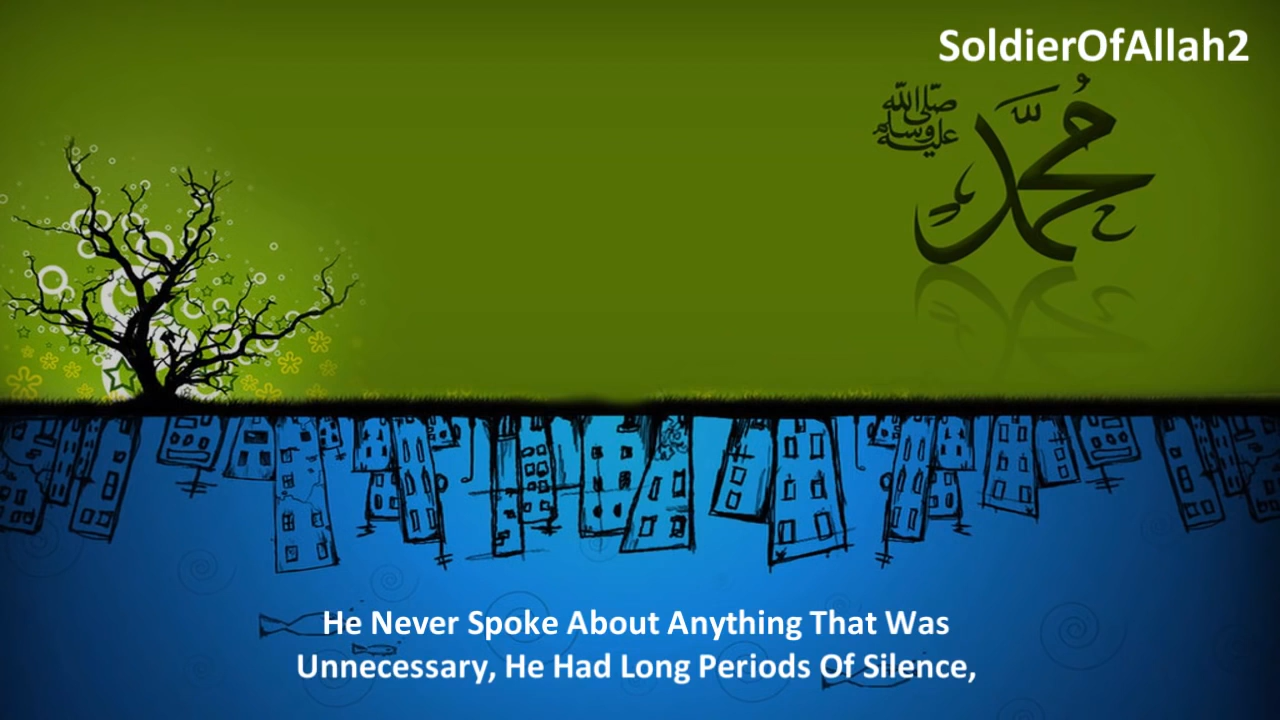 SoldierOfAllah2
صلى الله
عليه وسلم
محمد
He Never Spoke About Anything That Was
Unnecessary, He Had Long Periods Of Silence,